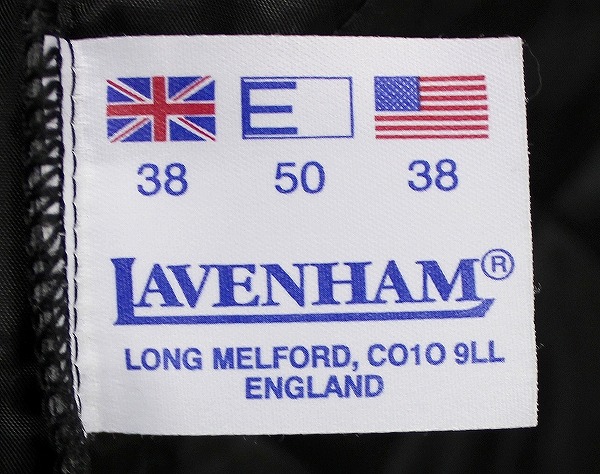 E
38 50 38
LAVENHAM®
LONG MELFORD, CO1O 9LL
ENGLAND